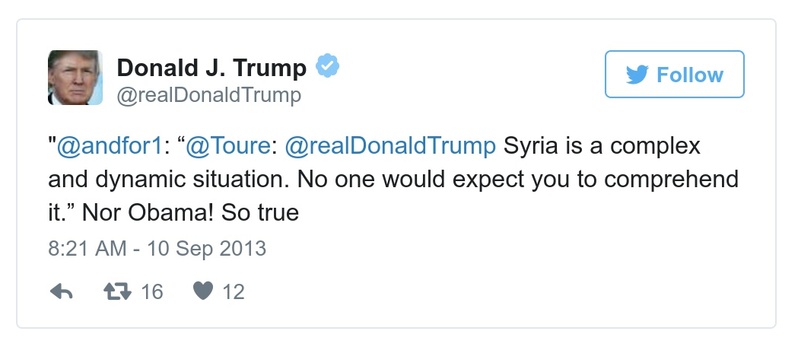 Donald J. Trump
@realDonaldTrump
Follow
"@andfor1: “@Toure: @realDonaldTrump Syria is a complex
and dynamic situation. No one would expect you to comprehend
it.” Nor Obama! So true
8:21 AM - 10 Sep 2013
16 12